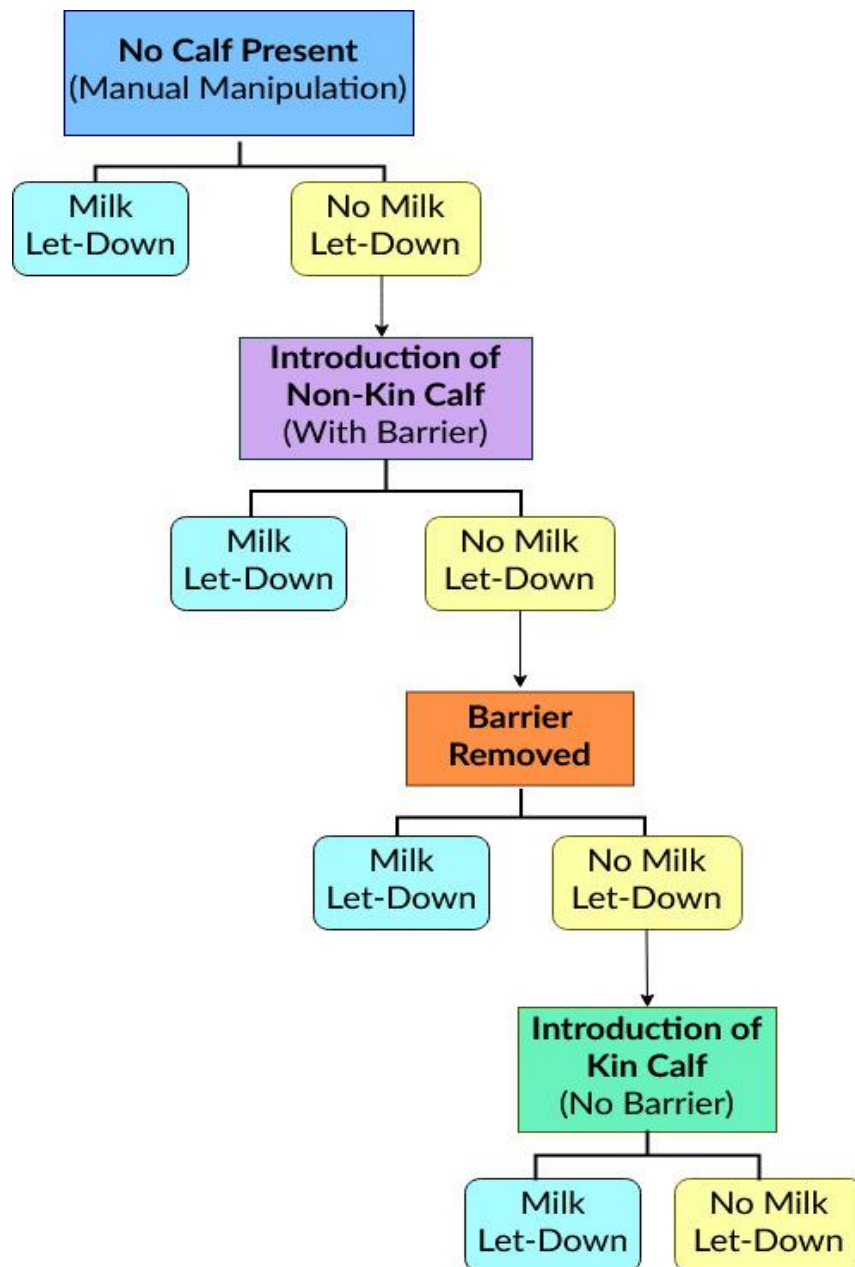 No Calf Present
(Manual Manipulation)
Milk
Let-Down
No Milk
Let-Down
Introduction of
Non-Kin Calf
(With Barrier)
Milk
Let-Down
No Milk
Let-Down
Barrier
Removed
Milk
Let-Down
No Milk
Let-Down
Introduction of
Kin Calf
(No Barrier)
Milk
Let-Down
No Milk
Let-Down